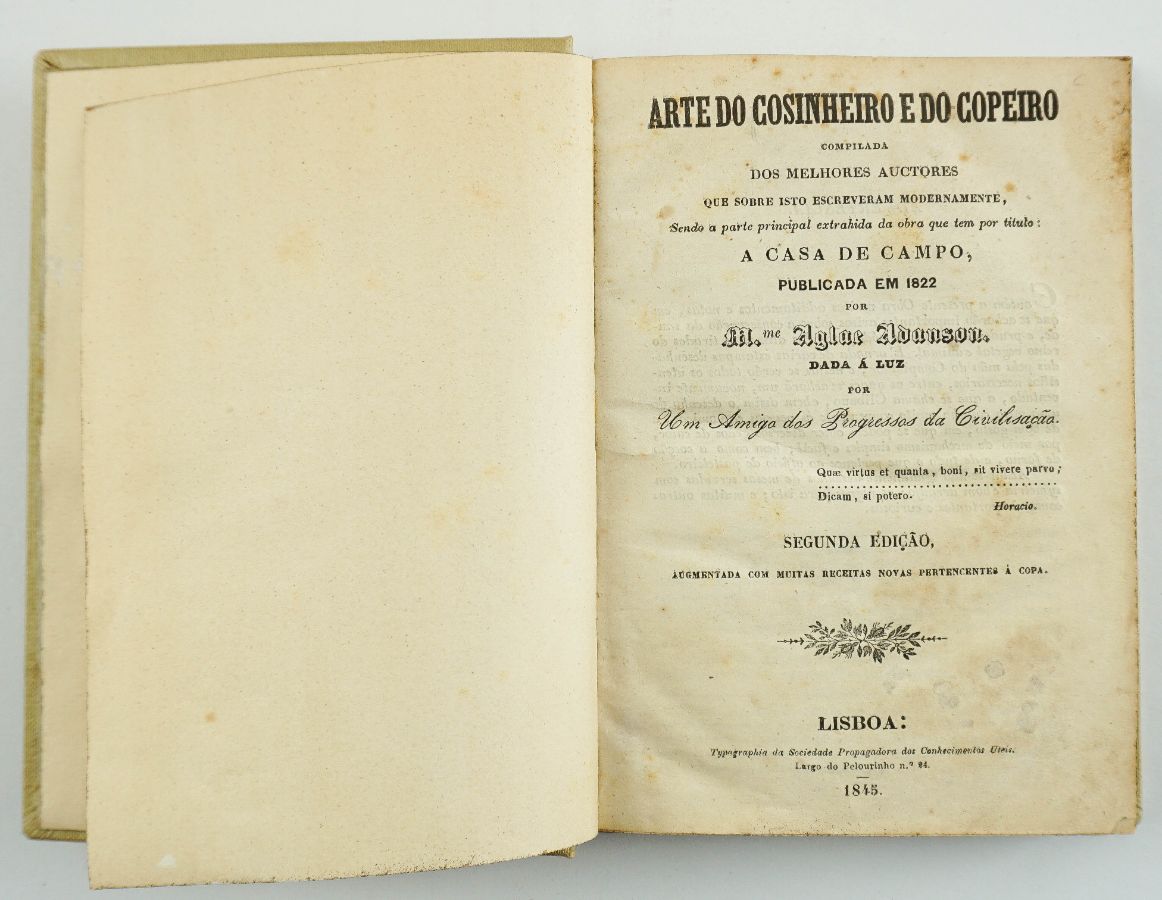 ARTE DO COSINHEIRO E DO COPEIRO
COMPILADA
DOS MELHORES AUCTORES
QUE SOBRE ISTO ESCREVERAM MODERNAMENTE,
Sendo a parte principal extrahida da obra que tem por titulo:
A CASA DE CAMPO,
PUBLICADA EM 1822
POR
M.me Aglae Adanson.
DADA Á LUZ
POR
Um Amigo dos Progressos da Civilisação.
Quæ virtus et quanta, boni, sit vivere parvo;
Dicam, si potero.
Horacio.
SEGUNDA EDIÇÃO,
AUGMENTADA COM MUITAS RECEITAS NOVAS PERTENCENTES Á COPA.
LISBOA:
Typographia da Sociedade Propagadora dos Conhecimentos Uteis.
Largo do Pelourinho n.º 24.
1845.